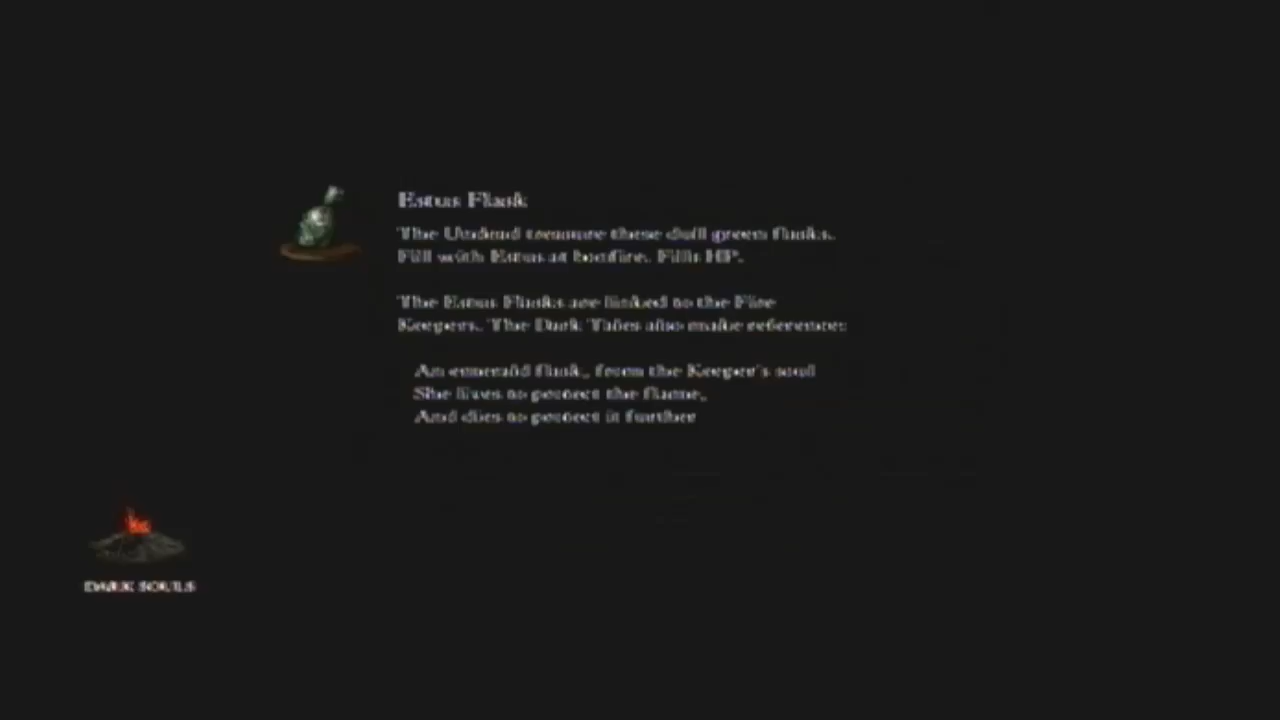 Estus Flask
The Undead treasure these dull green flasks.
Fill with Estus at bonfire. Fills HP.
The Estus Flasks are linked to the Fire
Keepers. The Dark Tales also make reference:
An emerald flask, from the Keeper's soul
She lives to protect the flame,
And dies to protect it further
DARK SOULS